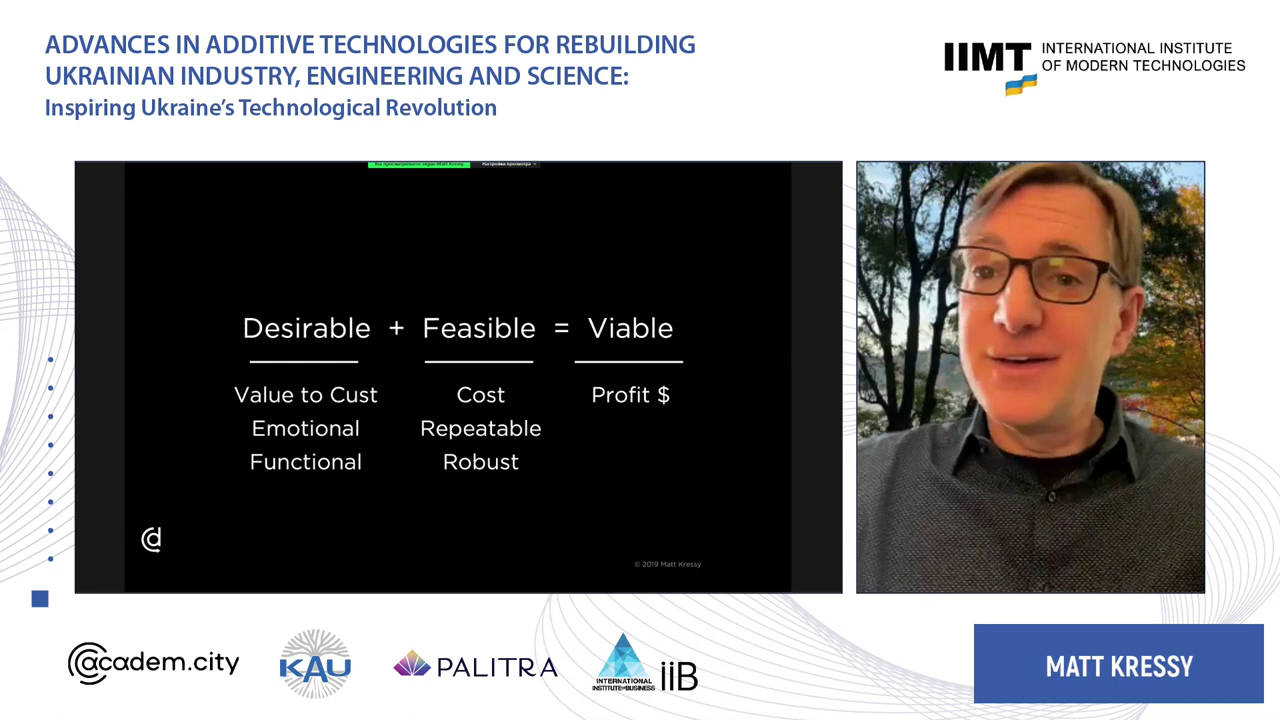 ADVANCES IN ADDITIVE TECHNOLOGIES FOR REBUILDING
UKRAINIAN INDUSTRY, ENGINEERING AND SCIENCE:
Inspiring Ukraine's Technological Revolution
IIMT INTERNATIONAL INSTITUTE
OF MODERN TECHNOLOGIES
Desirable + Feasible = Viable
Value to Cust Cost Profit $
Emotional Repeatable
Functional Robust
© 2019 Matt Kressy
academ.city
KAU
PALITRA
INTERNATIONAL
INSTITUTE OF BUSINESS
iiB
MATT KRESSY